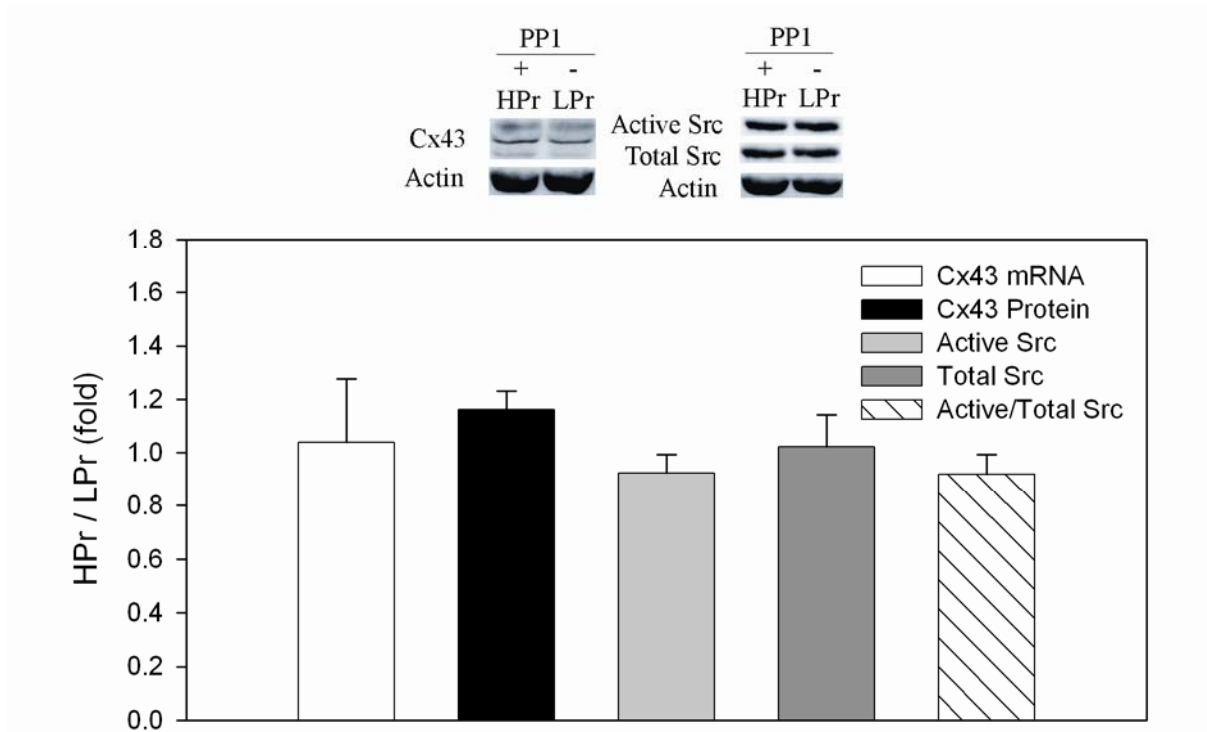 PP1
+ -
HPr LPr
Cx43
Actin
PP1
+ -
HPr LPr
Active Src
Total Src
Actin
HPr / LPr (fold)
1.8
1.6
1.4
1.2
1.0
0.8
0.6
0.4
0.2
0.0
Cx43 mRNA
Cx43 Protein
Active Src
Total Src
Active/Total Src